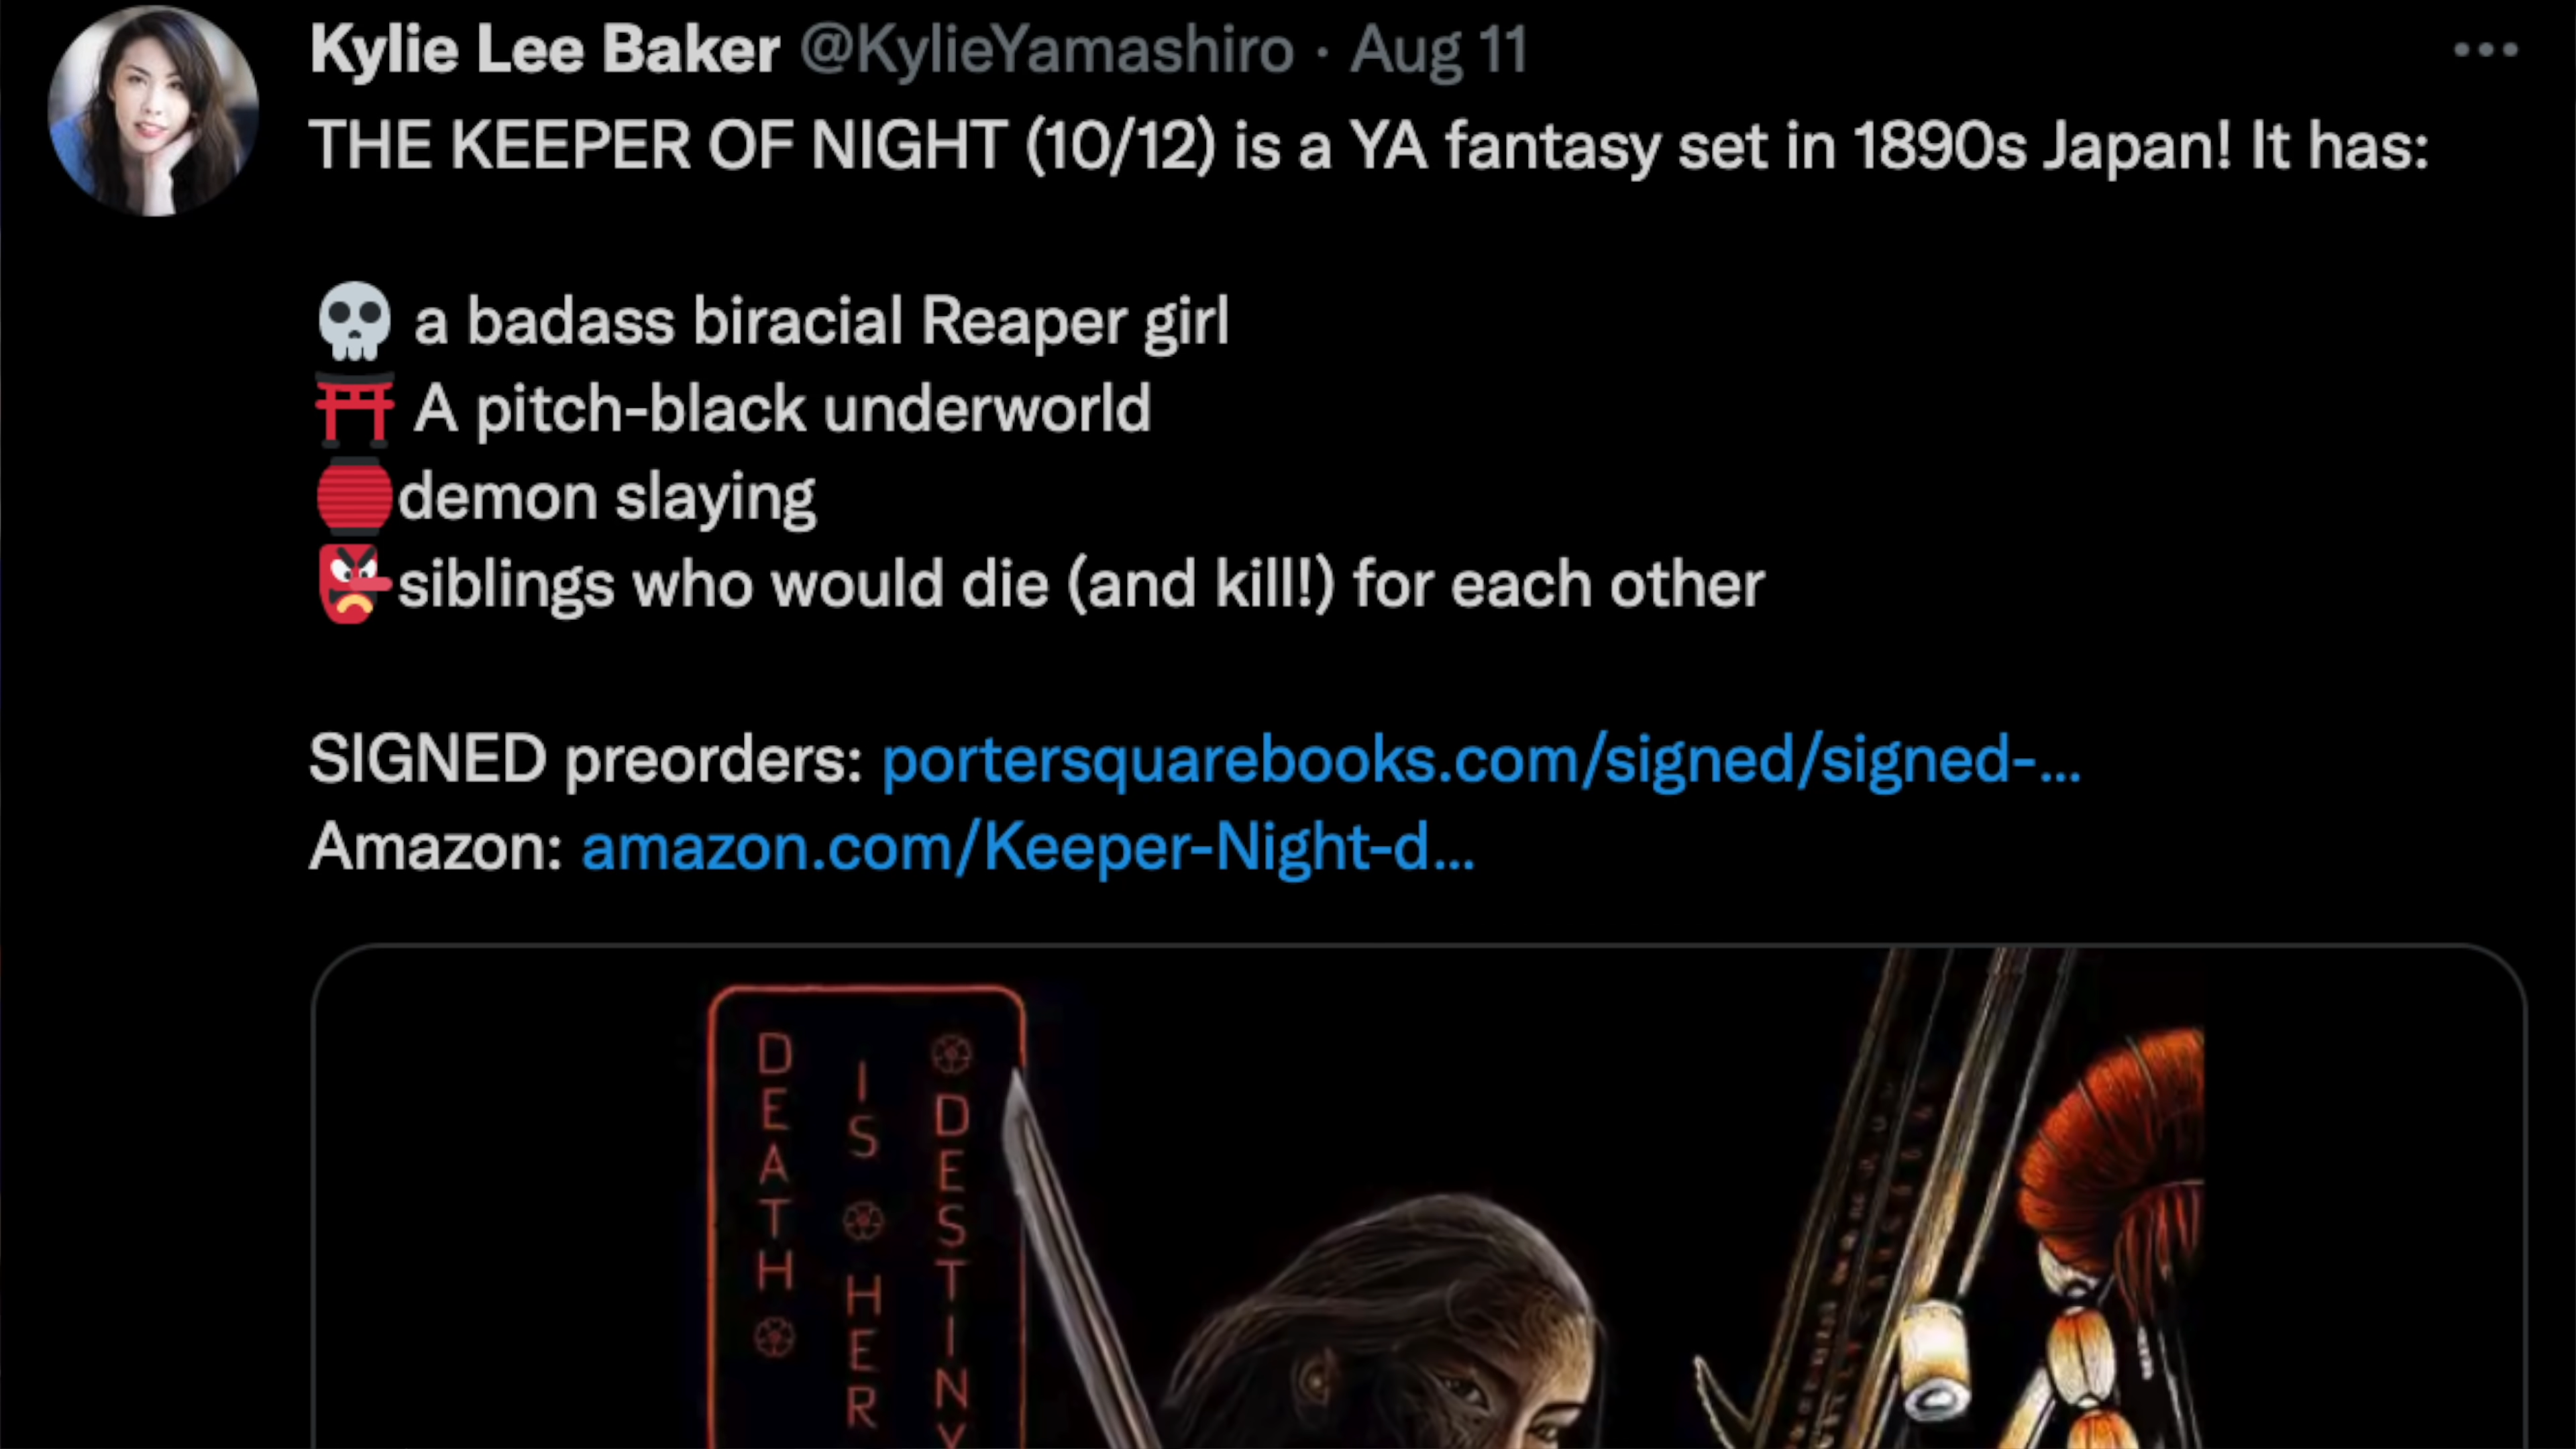 Kylie Lee Baker @KylieYamashiro · Aug 11
THE KEEPER OF NIGHT (10/12) is a YA fantasy set in 1890s Japan! It has:
💀 a badass biracial Reaper girl
⛩ A pitch-black underworld
🏮demon slaying
👺siblings who would die (and kill!) for each other
SIGNED preorders: portersquarebooks.com/signed/signed-...
Amazon: amazon.com/Keeper-Night-d...
DEATH
IS HER
DESTINY